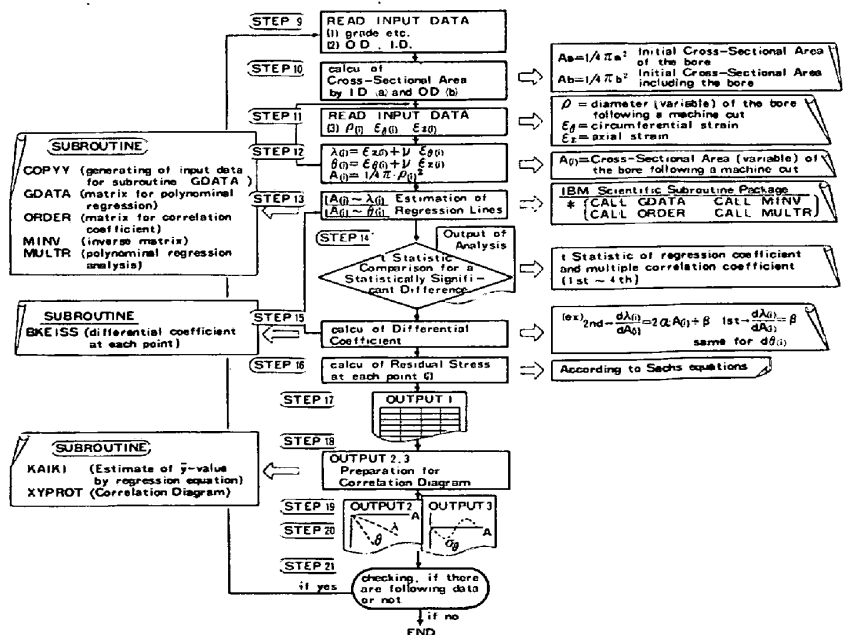 STEP 9
READ INPUT DATA
(1) grade etc.
(2) O D , I.D.
STEP 10
calcu of
Cross-Sectional Area
by I D (a) and OD (b)
Aa=1/4 π a² Initial Cross-Sectional Area
of the bore
Ab=1/4 π b² Initial Cross-Sectional Area
including the bore
STEP 11
READ INPUT DATA
(3) ρ(i) εθ(i) εz(i)
ρ = diameter (variable) of the bore
following a machine cut
εθ = circumferential strain
εz = axial strain
STEP 12
λ(i) = εz(i) + ν εθ(i)
θ(i) = εθ(i) + ν εz(i)
A(i) = 1/4 π · ρ(i)²
A(i) = Cross-Sectional Area (variable) of
the bore following a machine cut
SUBROUTINE
COPYY (generating of input data
for subroutine GDATA )
GDATA (matrix for polynominal
regression)
ORDER (matrix for correlation
coefficient)
MINV (inverse matrix)
MULTR (polynominal regression
analysis)
STEP 13
(A(i) ~ λ(i), Estimation of
(A(i) ~ θ(i), Regression Lines
IBM Scientific Subroutine Package
* (CALL GDATA CALL MINV)
(CALL ORDER CALL MULTR)
STEP 14
Output of
Analysis
t Statistic
Comparison for a
Statistically Signifi-
cant Difference
t Statistic of regression coefficient
and multiple correlation coefficient
(1st ~ 4th)
SUBROUTINE
BKEISS (differential coefficient
at each point)
STEP 15
calcu of Differential
Coefficient
(ex) 2nd→dλ(i)/dA(i)=2αA(i)+β 1st→dλ(i)/dA(i)=β
same for dθ(i)
STEP 16
calcu of Residual Stress
at each point (i)
According to Sachs equations
STEP 17
OUTPUT 1
STEP 18
OUTPUT 2.3
Preparation for
Correlation Diagram
SUBROUTINE
KAIKI (Estimate of ȳ-value
by regression equation)
XYPROT (Correlation Diagram)
STEP 19
STEP 20
OUTPUT 2
A
λ
θ
OUTPUT 3
A
σθ
STEP 21
checking, if there
are following data
or not
if yes
if no
END